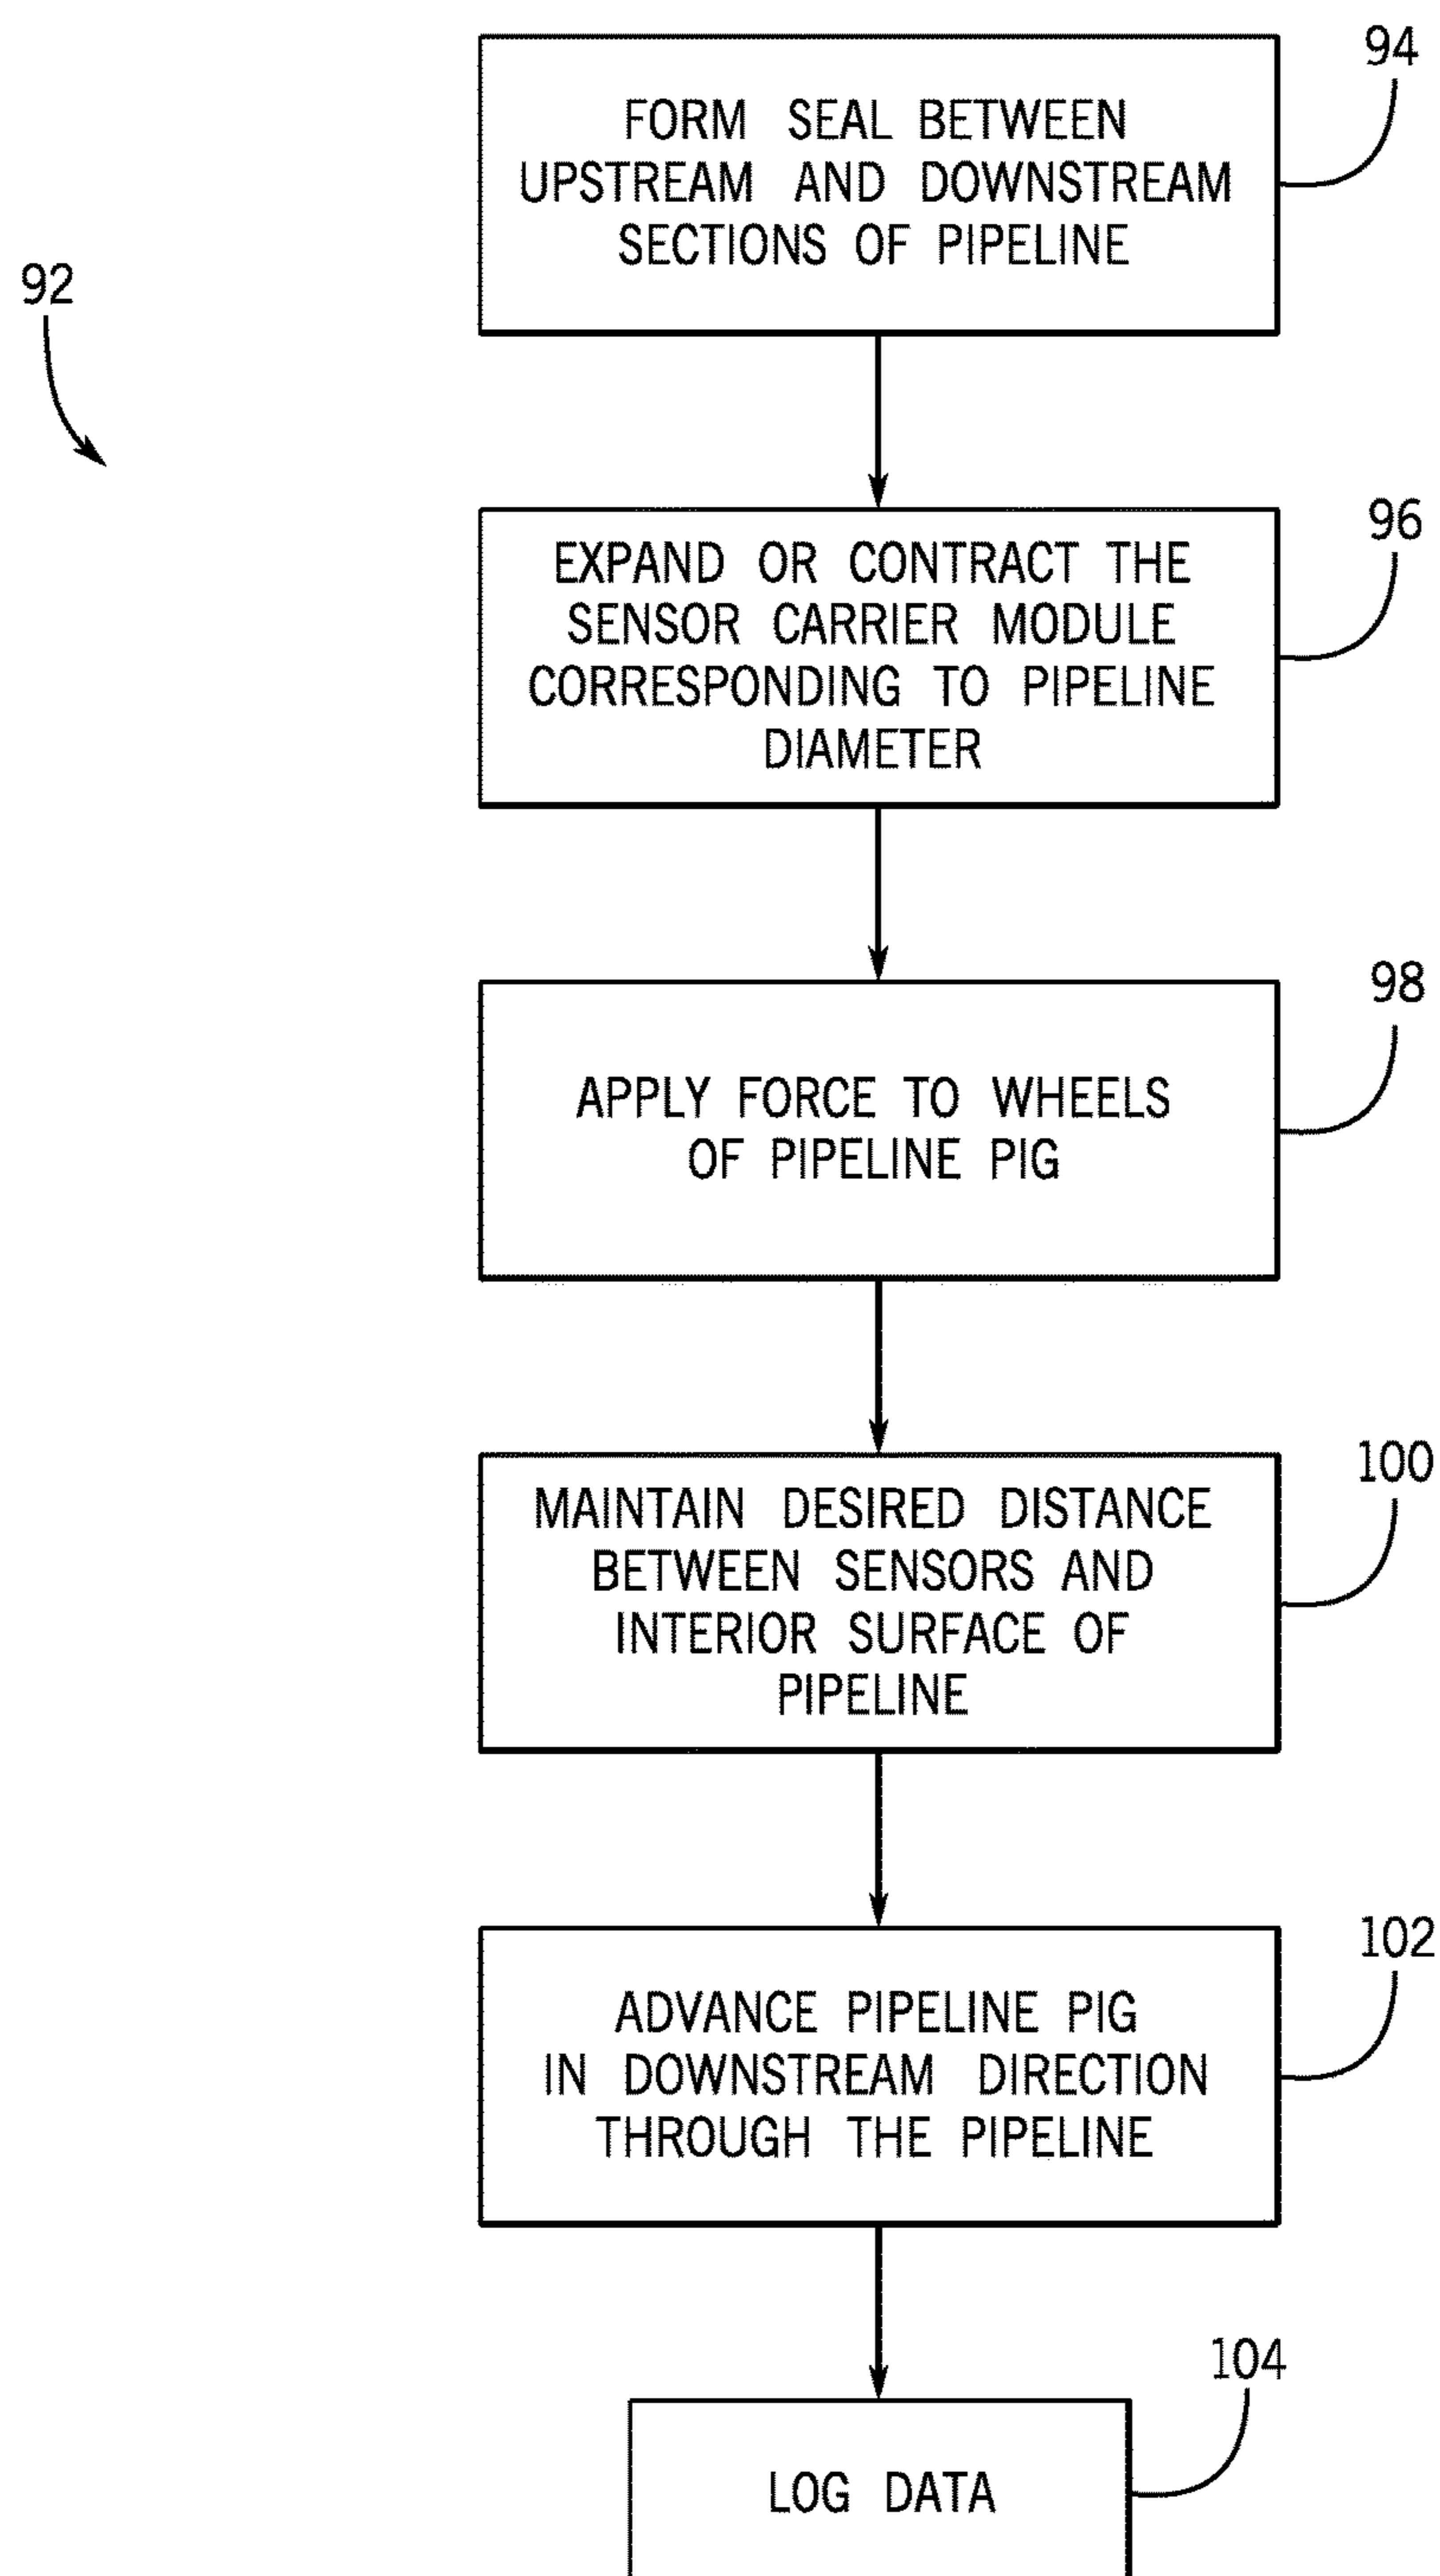 94
FORM SEAL BETWEEN
UPSTREAM AND DOWNSTREAM
SECTIONS OF PIPELINE
92
96
EXPAND OR CONTRACT THE
SENSOR CARRIER MODULE
CORRESPONDING TO PIPELINE
DIAMETER
98
APPLY FORCE TO WHEELS
OF PIPELINE PIG
100
MAINTAIN DESIRED DISTANCE
BETWEEN SENSORS AND
INTERIOR SURFACE OF
PIPELINE
102
ADVANCE PIPELINE PIG
IN DOWNSTREAM DIRECTION
THROUGH THE PIPELINE
104
LOG DATA